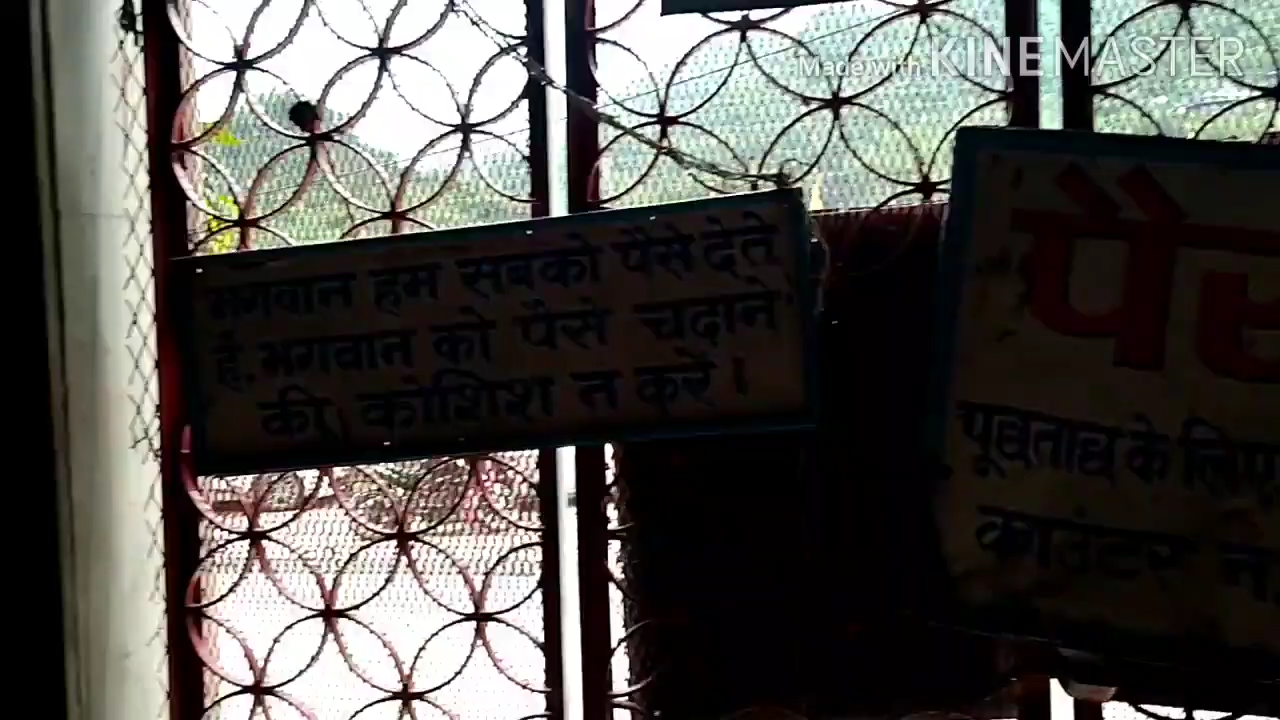 Made with KINEMASTER
भगवान हम सबको पैसे देते
हैं. भगवान को पैसे चढ़ाने
की कोशिश न करें।
पूछताछ के लिए
काउंटर